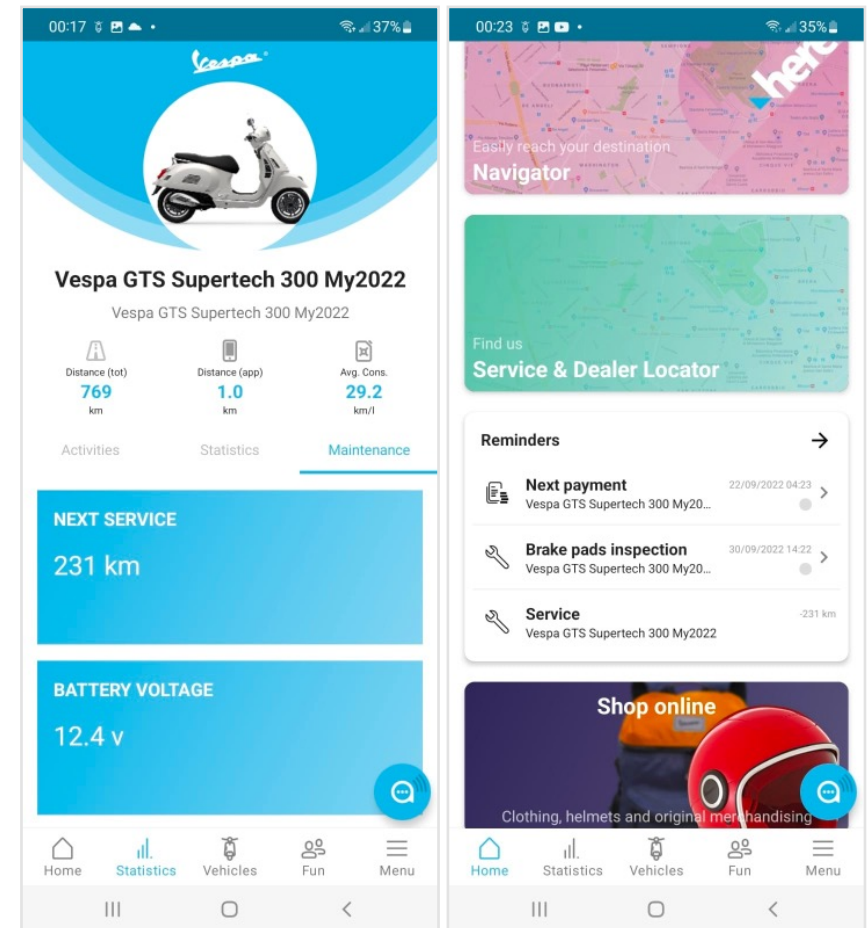 00:17
37%
Vespa
Vespa GTS Supertech 300 My2022
Vespa GTS Supertech 300 My2022
Distance (tot)
769
km
Distance (app)
1.0
km
Avg. Cons.
29.2
km/l
Activities
Statistics
Maintenance
NEXT SERVICE
231 km
BATTERY VOLTAGE
12.4 v
Home
Statistics
Vehicles
Fun
Menu
00:23
35%
here
Easily reach your destination
Navigator
Find us
Service & Dealer Locator
Reminders
Next payment
22/09/2022 04:23
Vespa GTS Supertech 300 My20...
Brake pads inspection
30/09/2022 14:22
Vespa GTS Supertech 300 My20...
Service
-231 km
Vespa GTS Supertech 300 My2022
Shop online
Clothing, helmets and original merchandising
Home
Statistics
Vehicles
Fun
Menu